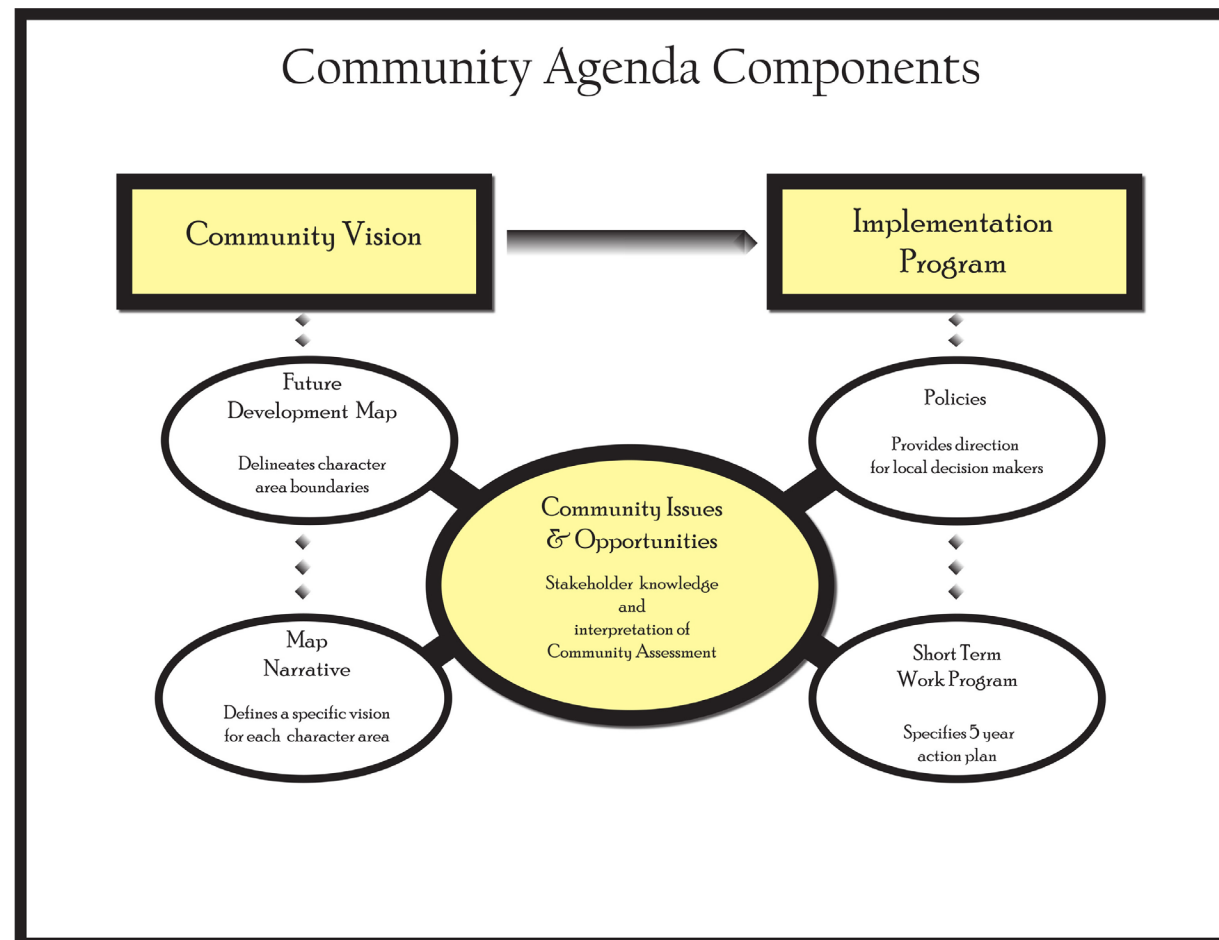 Community Agenda Components
Community Vision
Implementation
Program
Future
Development Map
Delineates character
area boundaries
Policies
Provides direction
for local decision makers
Community Issues
& Opportunities
Stakeholder knowledge
and
interpretation of
Community Assessment
Map
Narrative
Defines a specific vision
for each character area
Short Term
Work Program
Specifies 5 year
action plan